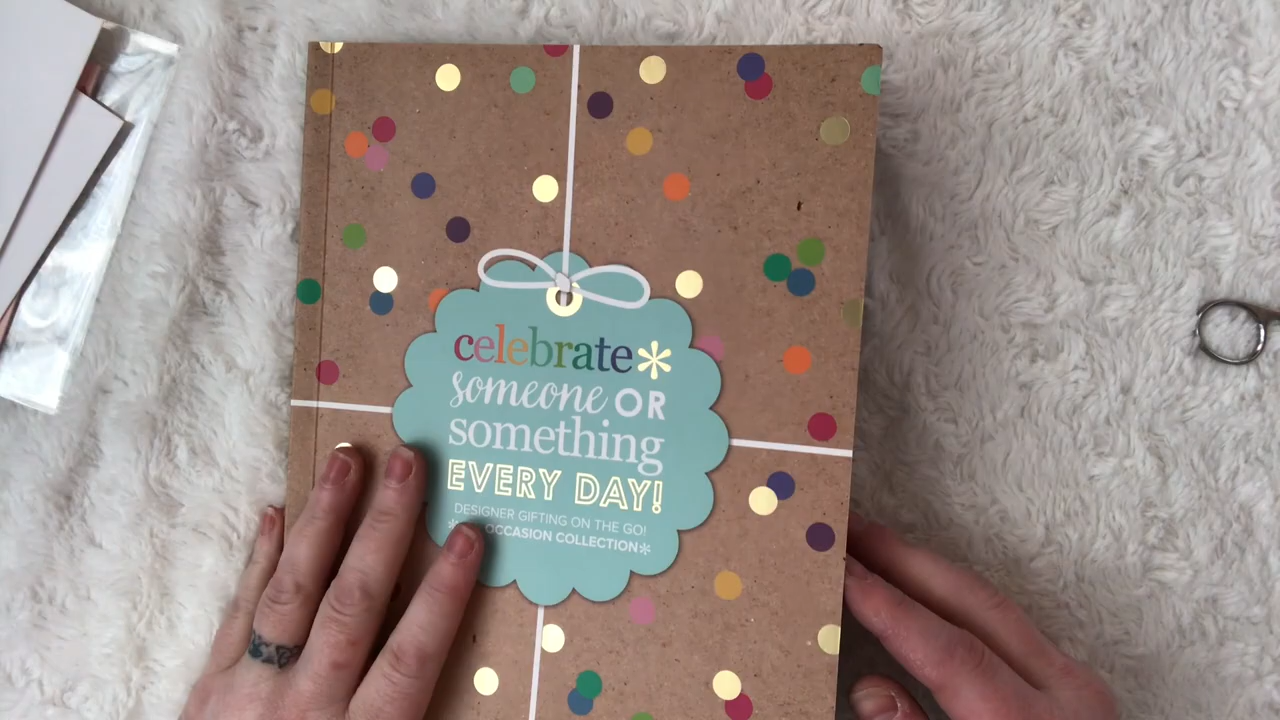 celebrate*
someone OR
something
EVERY DAY!
DESIGNER GIFTING ON THE GO!
OCCASION COLLECTION*